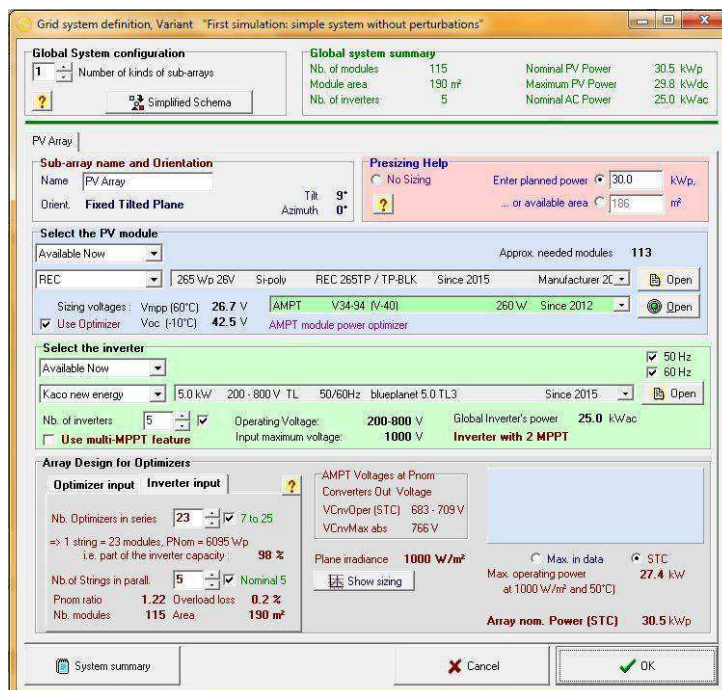 Grid system definition, Variant "First simulation: simple system without perturbations"
Global System configuration
1 Number of kinds of sub-arrays
? Simplified Schema
Global system summary
Nb. of modules 115 Nominal PV Power 30.5 kWp
Module area 190 m² Maximum PV Power 29.8 kWdc
Nb. of inverters 5 Nominal AC Power 25.0 kWac
PV Array
Sub-array name and Orientation
Name PV Array
Orient. Fixed Tilted Plane Tilt 9°
Azimuth 0°
Presizing Help
No Sizing Enter planned power 30.0 kWp,
? ... or available area 186 m²
Select the PV module
Available Now Approx. needed modules 113
REC 265 Wp 26V Si-poly REC 265TP / TP-BLK Since 2015 Manufacturer 2C Open
Sizing voltages : Vmpp (60°C) 26.7 V AMPT V34-94 (V-40) 260 W Since 2012 Open
Use Optimizer Voc (-10°C) 42.5 V AMPT module power optimizer
Select the inverter
Available Now 50 Hz
60 Hz
Kaco new energy 5.0 kW 200 - 800 V TL 50/60Hz blueplanet 5.0 TL3 Since 2015 Open
Nb. of inverters 5 Operating Voltage: 200-800 V Global Inverter's power 25.0 kWac
Use multi-MPPT feature Input maximum voltage: 1000 V Inverter with 2 MPPT
Array Design for Optimizers
Optimizer input Inverter input ?
Nb. Optimizers in series 23 7 to 25
=> 1 string = 23 modules, PNom = 6095 Wp
i.e. part of the inverter capacity : 98 %
Nb.of Strings in parall. 5 Nominal 5
Pnom ratio 1.22 Overload loss 0.2 %
Nb. modules 115 Area 190 m²
AMPT Voltages at Pnom
Converters Out Voltage
VCnvOper (STC) 683 - 709 V
VCnvMax abs 766 V
Plane irradiance 1000 W/m²
Show sizing
Max. in data STC
Max. operating power 27.4 kW
at 1000 W/m² and 50°C)
Array nom. Power (STC) 30.5 kWp
System summary Cancel OK